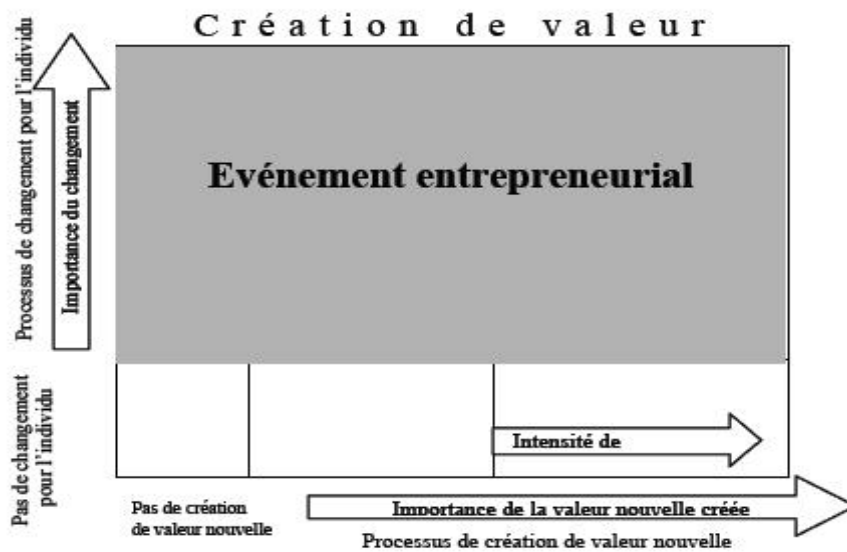 Création de valeur
Processus de changement pour l'individu
Importance du changement
Evénement entrepreneurial
Pas de changement
pour l'individu
Intensité de
Pas de création
de valeur nouvelle
Importance de la valeur nouvelle créée
Processus de création de valeur nouvelle